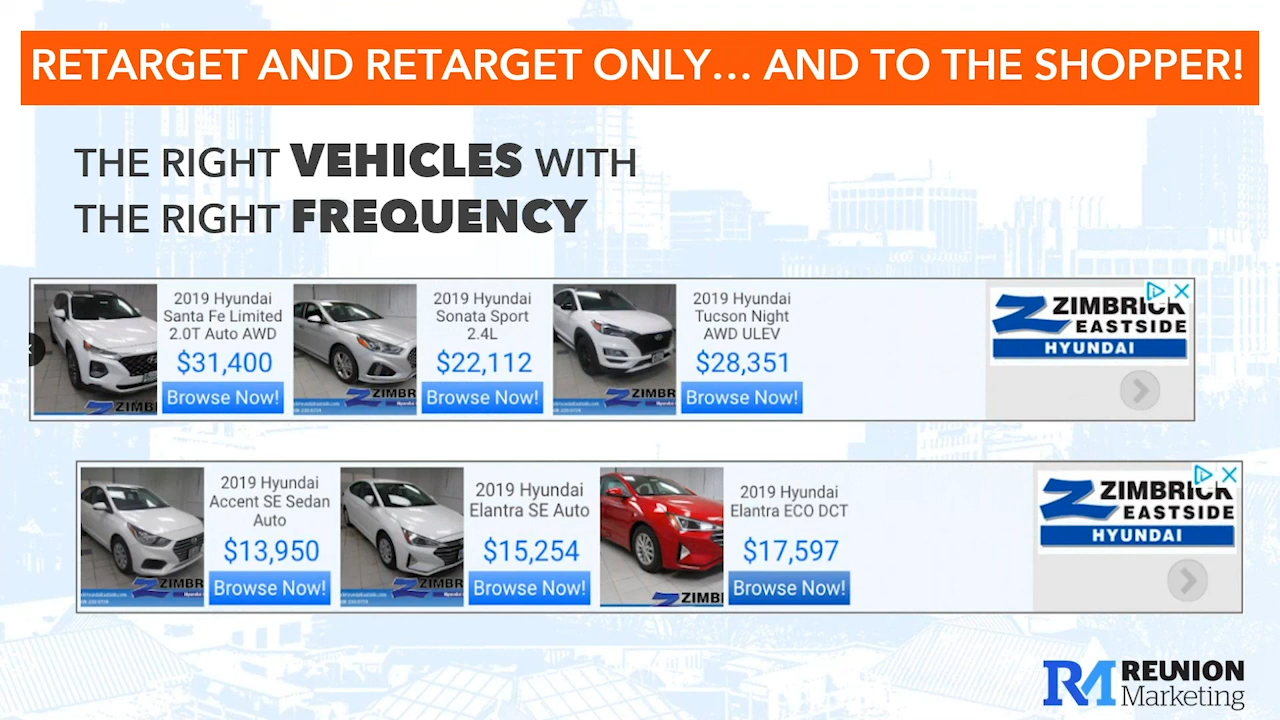 RETARGET AND RETARGET ONLY... AND TO THE SHOPPER!
THE RIGHT VEHICLES WITH
THE RIGHT FREQUENCY
2019 Hyundai
Santa Fe Limited
2.0T Auto AWD
$31,400
Browse Now!
2019 Hyundai
Sonata Sport
2.4L
$22,112
Browse Now!
2019 Hyundai
Tucson Night
AWD ULEV
$28,351
Browse Now!
ZIMBRICK
EASTSIDE
HYUNDAI
2019 Hyundai
Accent SE Sedan
Auto
$13,950
Browse Now!
2019 Hyundai
Elantra SE Auto
$15,254
Browse Now!
2019 Hyundai
Elantra ECO DCT
$17,597
Browse Now!
ZIMBRICK
EASTSIDE
HYUNDAI
RM REUNION
Marketing